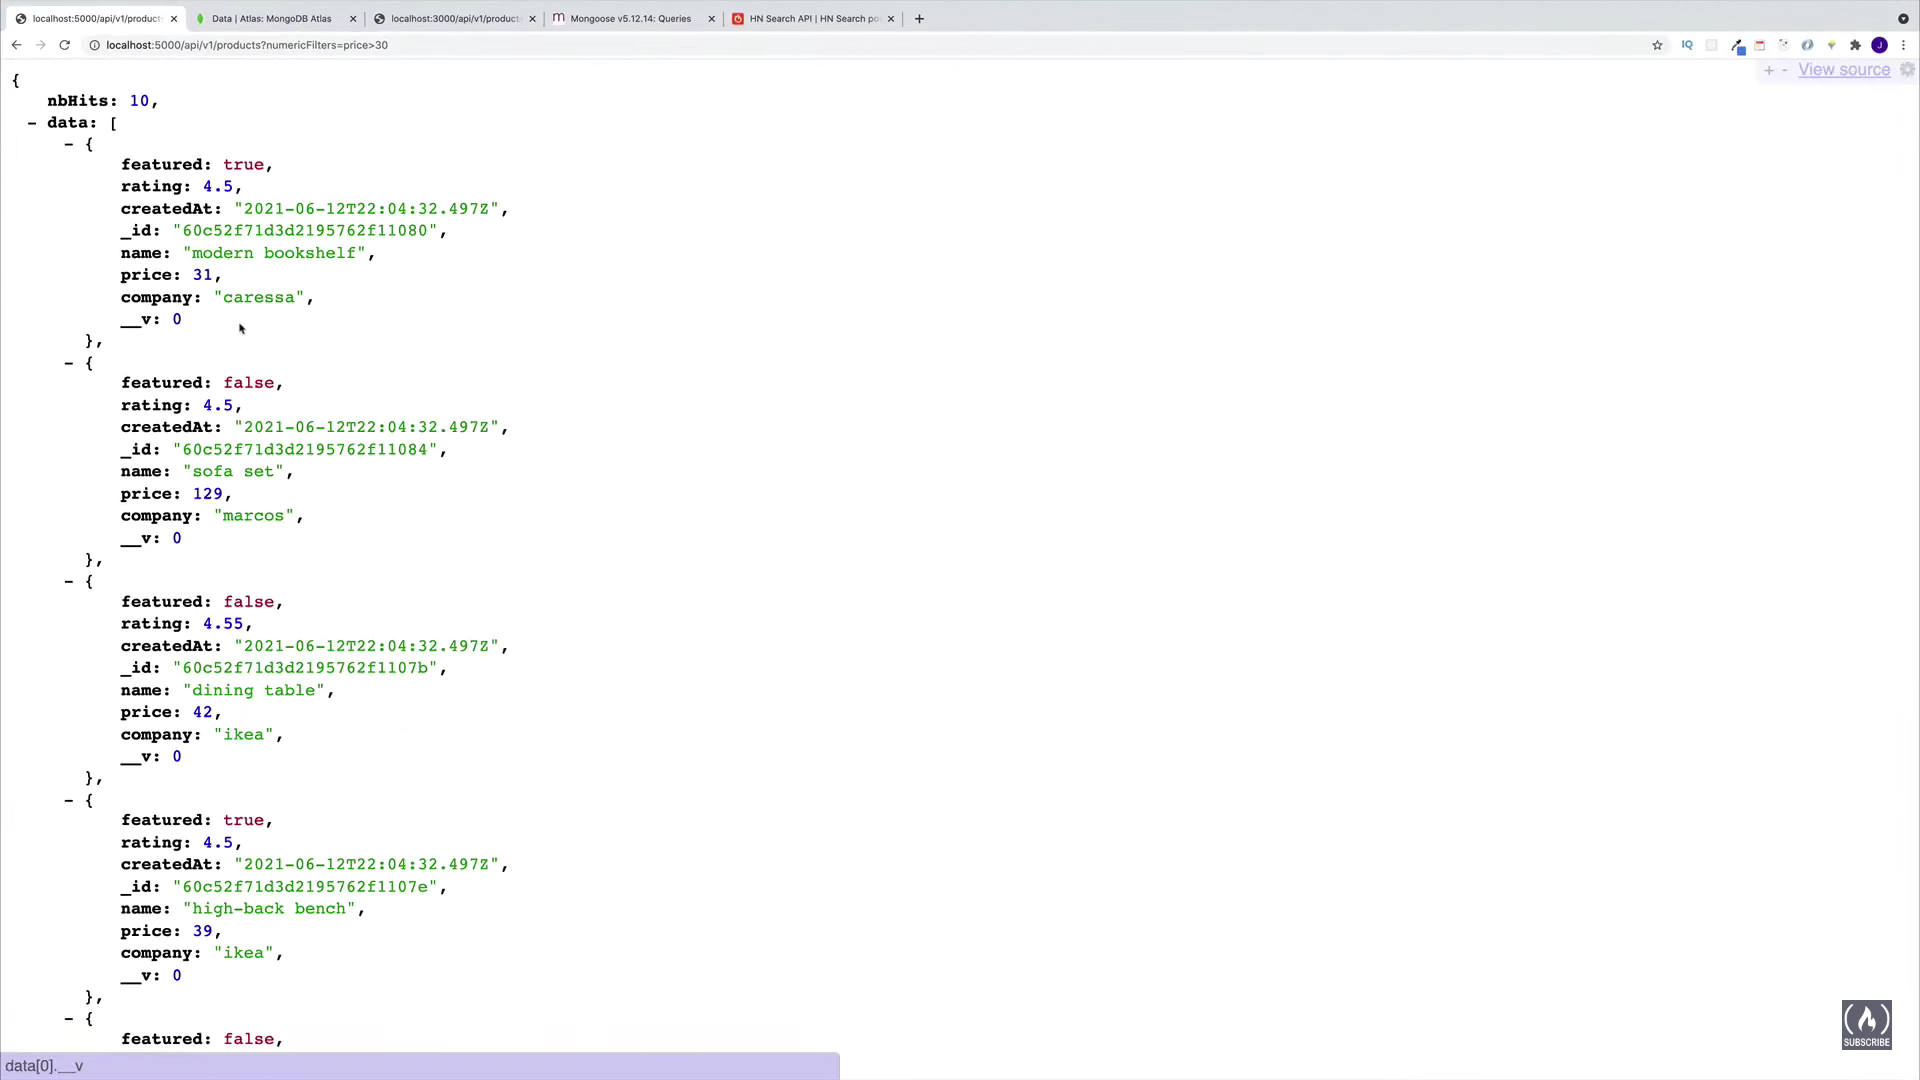 localhost:5000/api/v1/product: Data | Atlas: MongoDB Atlas localhost:3000/api/v1/product: Mongoose v5.12.14: Queries HN Search API | HN Search po
localhost:5000/api/v1/products?numericFilters=price>30
+ - View source
{
nbHits: 10,
- data: [
- {
featured: true,
rating: 4.5,
createdAt: "2021-06-12T22:04:32.497Z",
_id: "60c52f71d3d2195762f11080",
name: "modern bookshelf",
price: 31,
company: "caressa",
__v: 0
},
- {
featured: false,
rating: 4.5,
createdAt: "2021-06-12T22:04:32.497Z",
_id: "60c52f71d3d2195762f11084",
name: "sofa set",
price: 129,
company: "marcos",
__v: 0
},
- {
featured: false,
rating: 4.55,
createdAt: "2021-06-12T22:04:32.497Z",
_id: "60c52f71d3d2195762f1107b",
name: "dining table",
price: 42,
company: "ikea",
__v: 0
},
- {
featured: true,
rating: 4.5,
createdAt: "2021-06-12T22:04:32.497Z",
_id: "60c52f71d3d2195762f1107e",
name: "high-back bench",
price: 39,
company: "ikea",
__v: 0
},
- {
featured: false,
SUBSCRIBE
data[0].__v